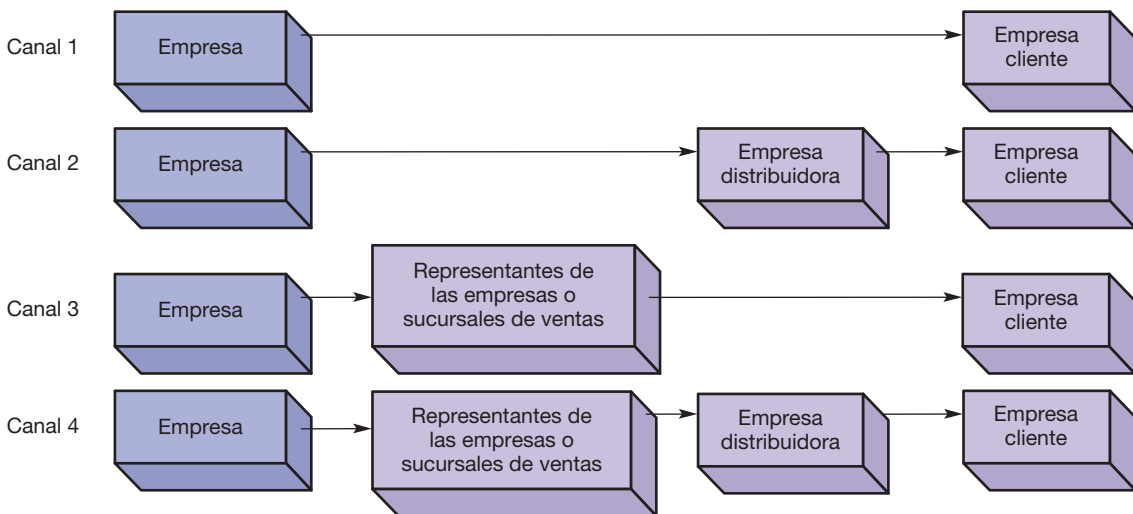 Canal 1
Empresa
Empresa
cliente
Canal 2
Empresa
Empresa
distribuidora
Empresa
cliente
Canal 3
Empresa
Representantes de
las empresas o
sucursales de ventas
Empresa
cliente
Canal 4
Empresa
Representantes de
las empresas o
sucursales de ventas
Empresa
distribuidora
Empresa
cliente